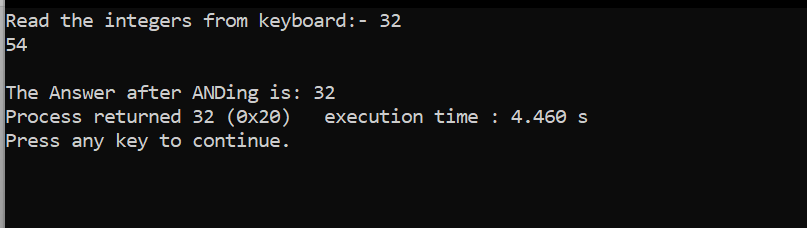 Read the integers from keyboard:- 32
54
The Answer after ANDing is: 32
Process returned 32 (0x20)   execution time : 4.460 s
Press any key to continue.